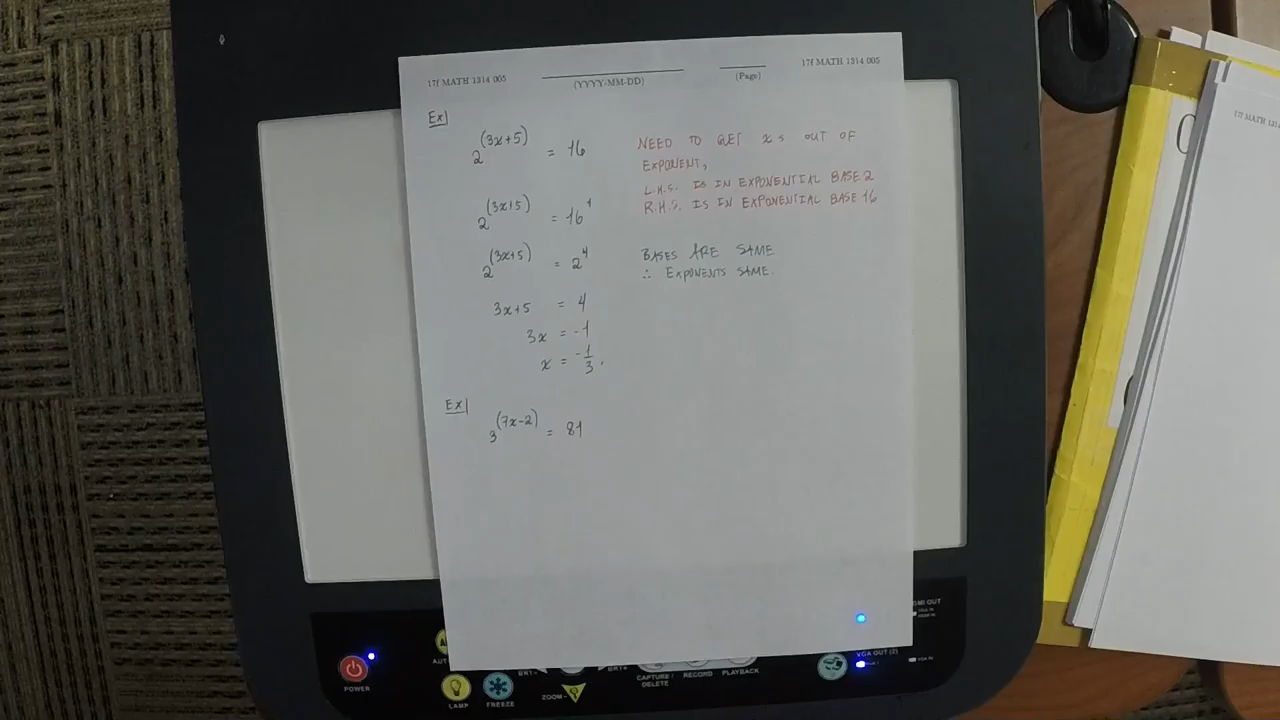 17f MATH 1314 005
(YYYY-MM-DD)
(Page)
17f MATH 1314 005
Ex|
2^(3x+5) = 16
NEED TO GET x s OUT OF
EXPONENT,
L.H.S. IS IN EXPONENTIAL BASE 2
R.H.S. IS IN EXPONENTIAL BASE 16
2^(3x+5) = 16^1
2^(3x+5) = 2^4
BASES ARE SAME
∴ EXPONENTS SAME.
3x+5 = 4
3x = -1
x = -1/3.
Ex|
3^(7x-2) = 81
POWER
LAMP
FREEZE
ZOOM-
CAPTURE/
DELETE
RECORD
PLAYBACK
VGA OUT (2)